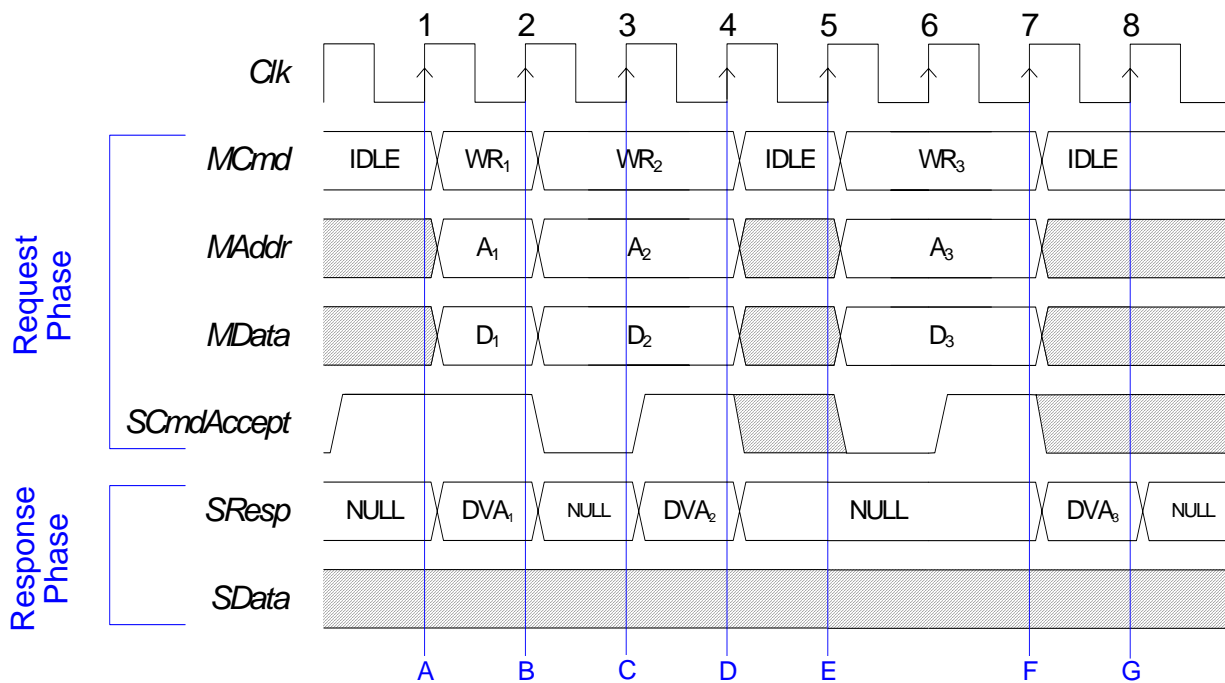 1 2 3 4 5 6 7 8
Clk
Request
Phase
MCmd IDLE WR₁ WR₂ IDLE WR₃ IDLE
MAddr A₁ A₂ A₃
MData D₁ D₂ D₃
SCmdAccept
Response
Phase
SResp NULL DVA₁ NULL DVA₂ NULL DVA₃ NULL
SData
A B C D E F G